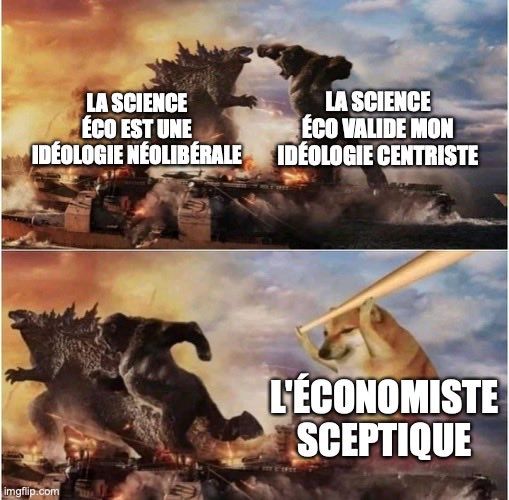 LA SCIENCE
ÉCO EST UNE
IDÉOLOGIE NÉOLIBÉRALE
LA SCIENCE
ÉCO VALIDE MON
IDÉOLOGIE CENTRISTE
L'ÉCONOMISTE
SCEPTIQUE
imgflip.com